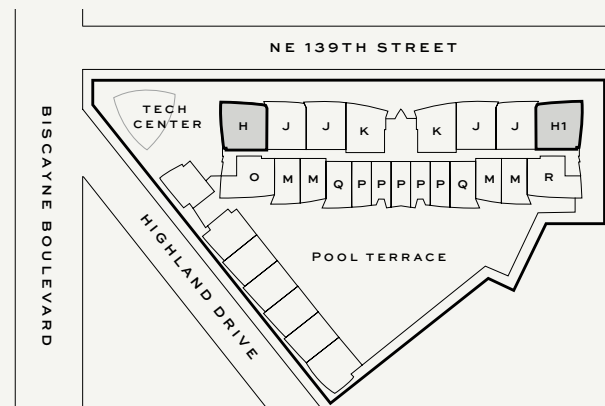 NE 139TH STREET
BISCAYNE BOULEVARD
TECH
CENTER
H J J K K J J H1
O M M Q P P P P P Q M M R
HIGHLAND DRIVE
POOL TERRACE